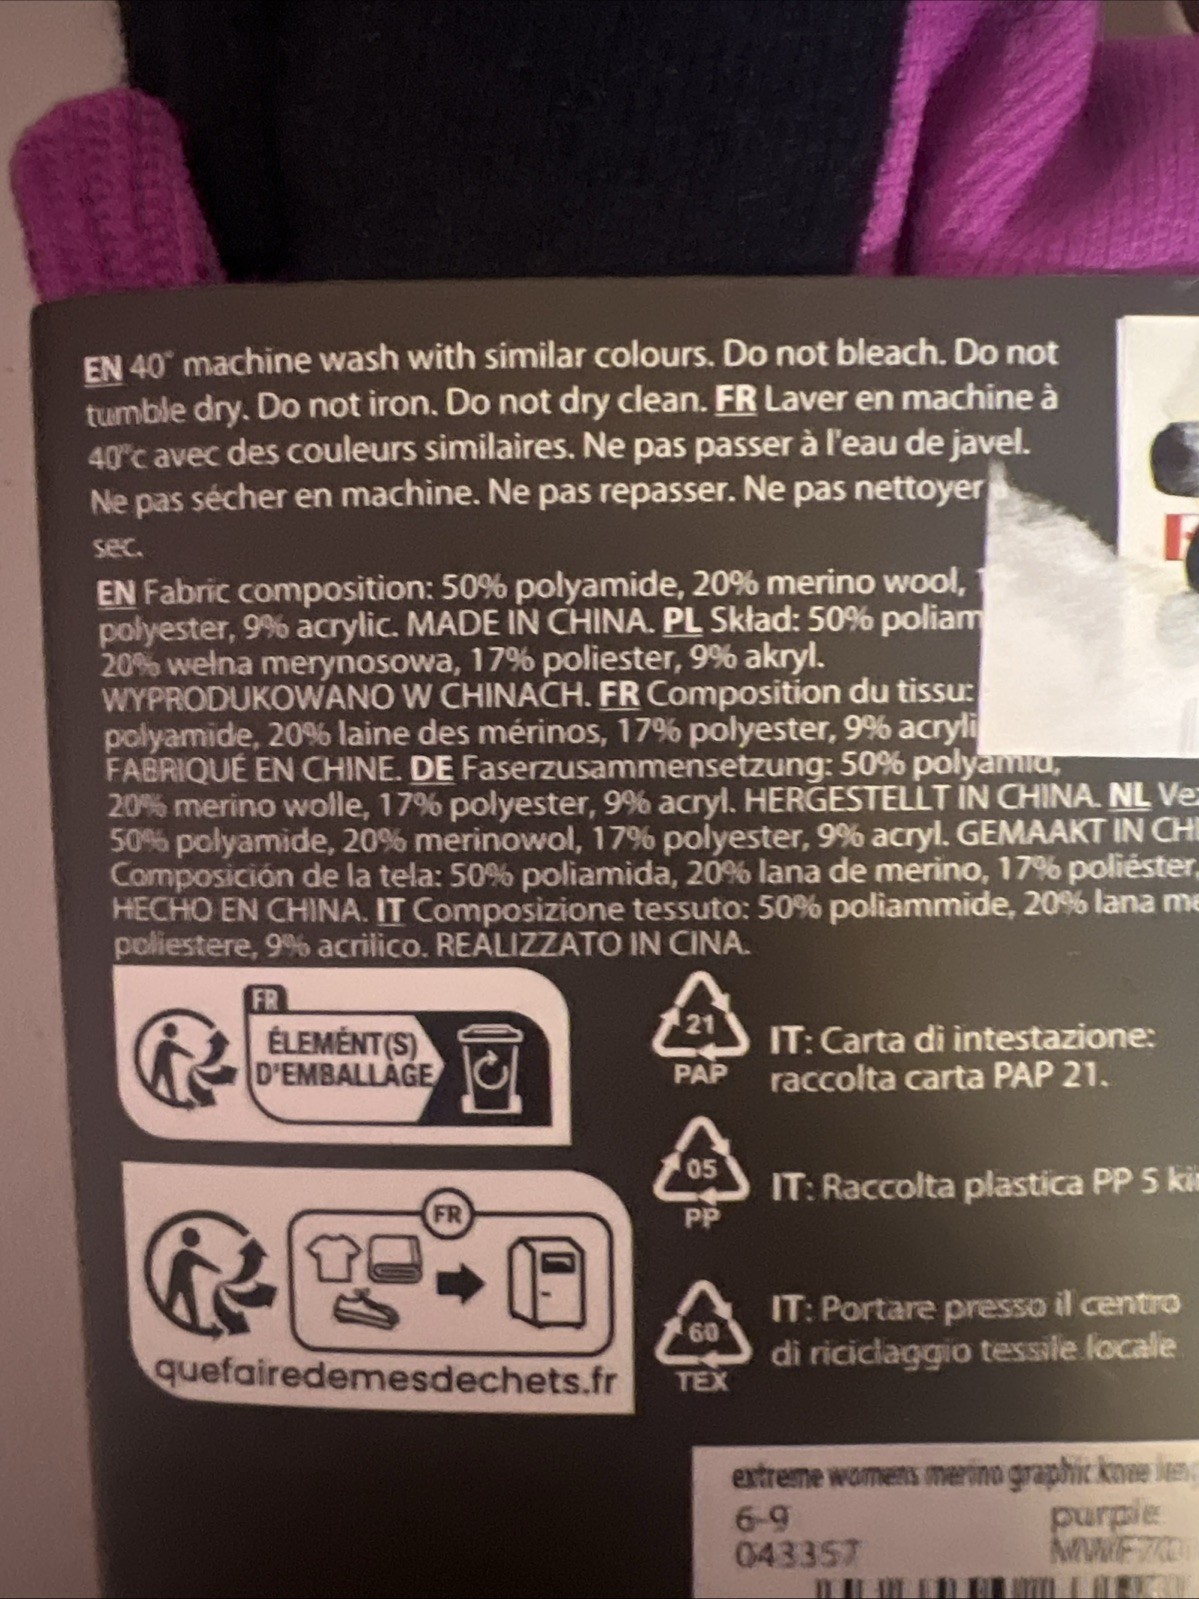 EN 40° machine wash with similar colours. Do not bleach. Do not
tumble dry. Do not iron. Do not dry clean. FR Laver en machine à
40°c avec des couleurs similaires. Ne pas passer à l'eau de javel.
Ne pas sécher en machine. Ne pas repasser. Ne pas nettoyer
sec.
EN Fabric composition: 50% polyamide, 20% merino wool,
polyester, 9% acrylic. MADE IN CHINA. PL Skład: 50% poliam
20% wełna merynosowa, 17% poliester, 9% akryl.
WYPRODUKOWANO W CHINACH. FR Composition du tissu:
polyamide, 20% laine des mérinos, 17% polyester, 9% acryli
FABRIQUÉ EN CHINE. DE Faserzusammensetzung: 50% polyamid,
20% merino wolle, 17% polyester, 9% acryl. HERGESTELLT IN CHINA. NL Ve
50% polyamide, 20% merinowol, 17% polyester, 9% acryl. GEMAAKT IN CH
Composición de la tela: 50% poliamida, 20% lana de merino, 17% poliéster,
HECHO EN CHINA. IT Composizione tessuto: 50% poliammide, 20% lana me
poliestere, 9% acrilico. REALIZZATO IN CINA.
FR
ÉLEMÉNT(S)
D'EMBALLAGE
21
PAP
IT: Carta di intestazione:
raccolta carta PAP 21.
05
PP
IT: Raccolta plastica PP 5 ki
FR
quefairedemesdechets.fr
60
TEX
IT: Portare presso il centro
di riciclaggio tessile locale
extreme womens merino graphic knee len
6-9 purple
043357